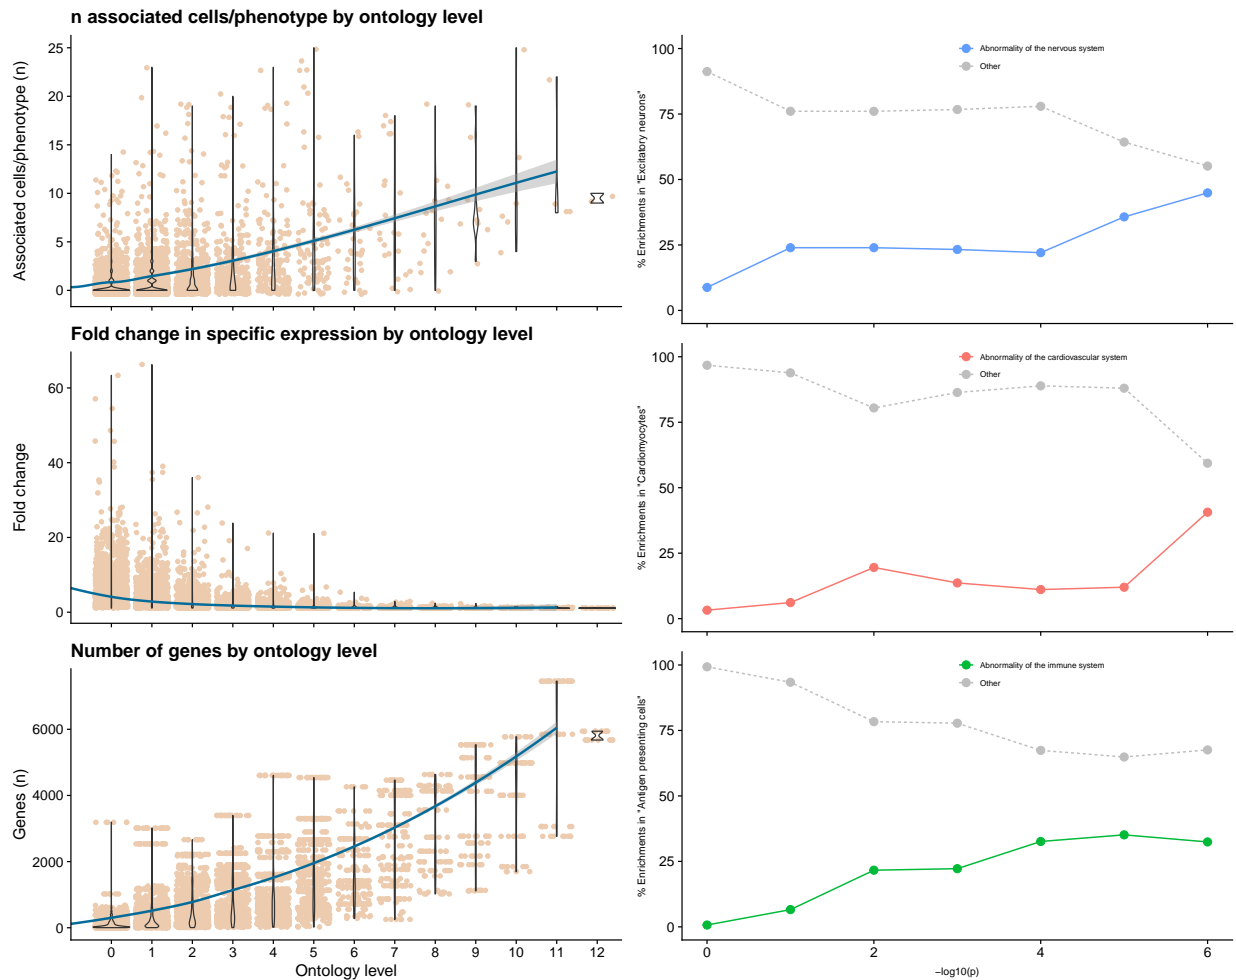 n associated cells/phenotype by ontology level
Associated cells/phenotype (n)
25
20
15
10
5
0
Fold change in specific expression by ontology level
Fold change
60
40
20
0
Number of genes by ontology level
Genes (n)
6000
4000
2000
0
0 1 2 3 4 5 6 7 8 9 10 11 12
Ontology level
% Enrichments in "Excitatory neurons"
100
75
50
25
0
Abnormality of the nervous system
Other
% Enrichments in "Cardiomyocytes"
100
75
50
25
0
Abnormality of the cardiovascular system
Other
% Enrichments in "Antigen presenting cells"
100
75
50
25
0
Abnormality of the immune system
Other
0 2 4 6
−log10(p)